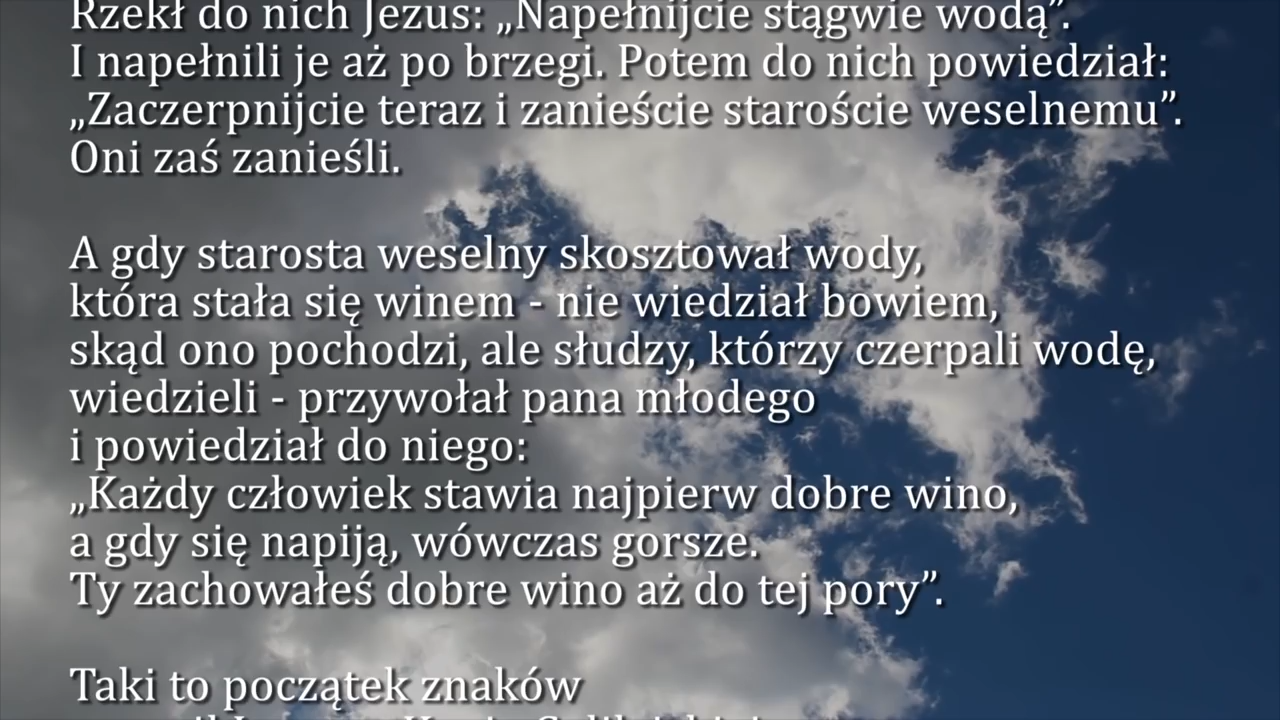 Rzekł do nich Jezus: „Napełnijcie stągwie wodą”.
I napełnili je aż po brzegi. Potem do nich powiedział:
„Zaczerpnijcie teraz i zanieście staroście weselnemu”.
Oni zaś zanieśli.
A gdy starosta weselny skosztował wody,
która stała się winem - nie wiedział bowiem,
skąd ono pochodzi, ale słudzy, którzy czerpali wodę,
wiedzieli - przywołał pana młodego
i powiedział do niego:
„Każdy człowiek stawia najpierw dobre wino,
a gdy się napiją, wówczas gorsze.
Ty zachowałeś dobre wino aż do tej pory”.
Taki to początek znaków